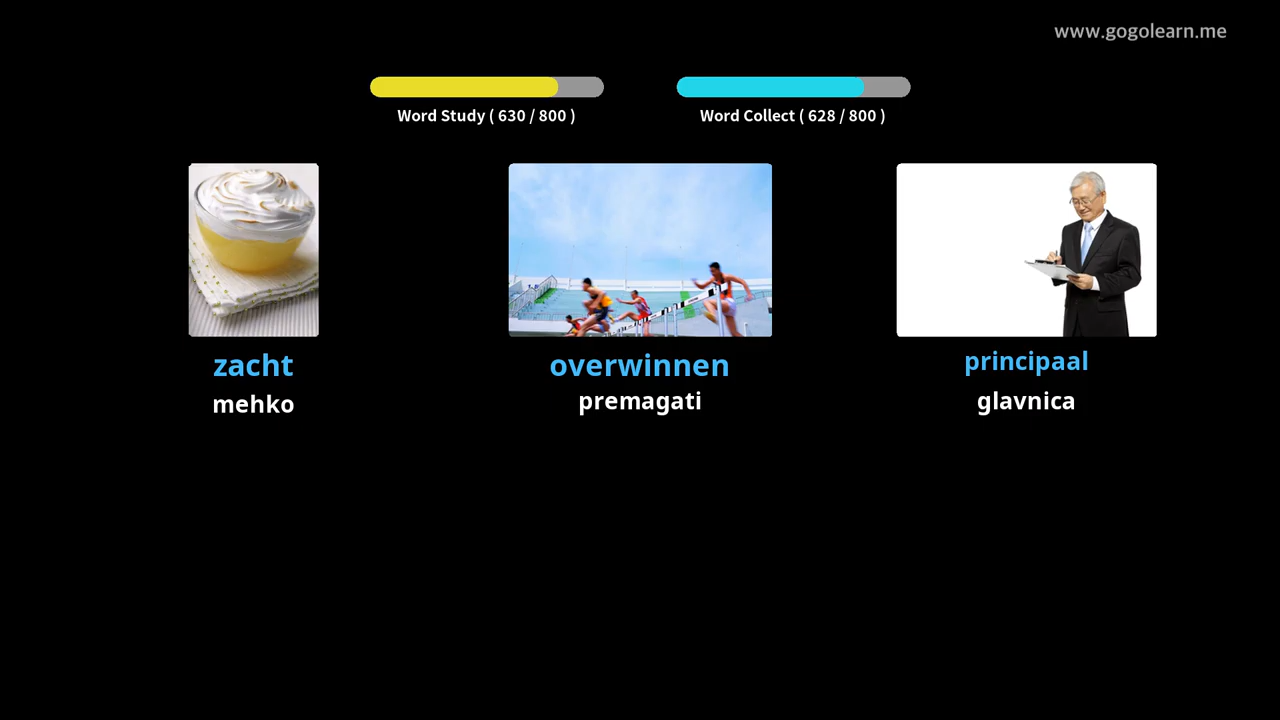 www.gogolearn.me
Word Study ( 630 / 800 )
Word Collect ( 628 / 800 )
zacht
mehko
overwinnen
premagati
principaal
glavnica